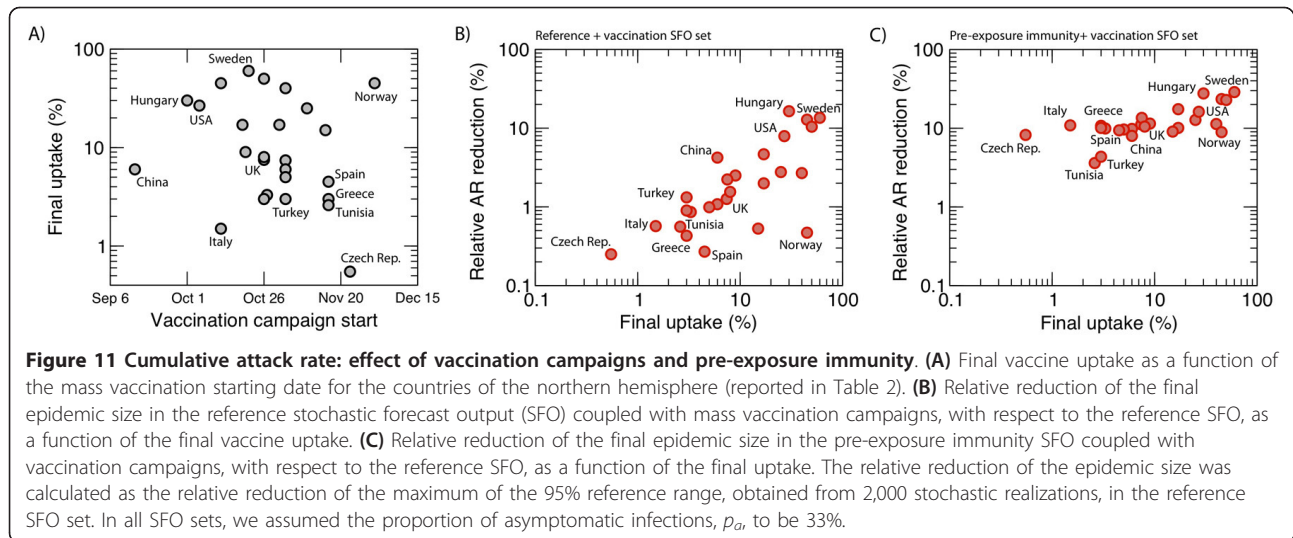 A)
100
10
1
Final uptake (%)
Sweden
Hungary
USA
Norway
China
UK
Spain
Greece
Turkey
Tunisia
Italy
Czech Rep.
Sep 6
Oct 1
Oct 26
Nov 20
Dec 15
Vaccination campaign start
B)
Reference + vaccination SFO set
100
10
1
0.1
Relative AR reduction (%)
Hungary
Sweden
USA
China
Turkey
UK
Italy
Tunisia
Czech Rep.
Greece
Spain
Norway
0.1
1
10
100
Final uptake (%)
C)
Pre-exposure immunity+ vaccination SFO set
100
10
1
0.1
Relative AR reduction (%)
Sweden
Hungary
Italy
Greece
USA
Czech Rep.
Spain
UK
China
Norway
Turkey
Tunisia
0.1
1
10
100
Final uptake (%)
Figure 11 Cumulative attack rate: effect of vaccination campaigns and pre-exposure immunity. (A) Final vaccine uptake as a function of
the mass vaccination starting date for the countries of the northern hemisphere (reported in Table 2). (B) Relative reduction of the final
epidemic size in the reference stochastic forecast output (SFO) coupled with mass vaccination campaigns, with respect to the reference SFO, as
a function of the final vaccine uptake. (C) Relative reduction of the final epidemic size in the pre-exposure immunity SFO coupled with
vaccination campaigns, with respect to the reference SFO, as a function of the final uptake. The relative reduction of the epidemic size was
calculated as the relative reduction of the maximum of the 95% reference range, obtained from 2,000 stochastic realizations, in the reference
SFO set. In all SFO sets, we assumed the proportion of asymptomatic infections, pa, to be 33%.